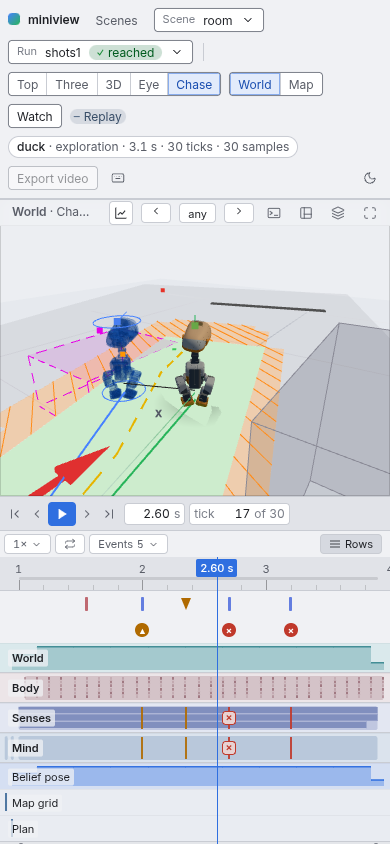 miniview Scenes Scene room
Run shots1 ✓ reached
Top Three 3D Eye Chase World Map
Watch – Replay
duck · exploration · 3.1 s · 30 ticks · 30 samples
Export video
World · Cha... any
x
2.60 s tick 17 of 30
1× Events 5 Rows
1 2 2.60 s 3 4
World
Body
Senses
Mind
Belief pose
Map grid
Plan